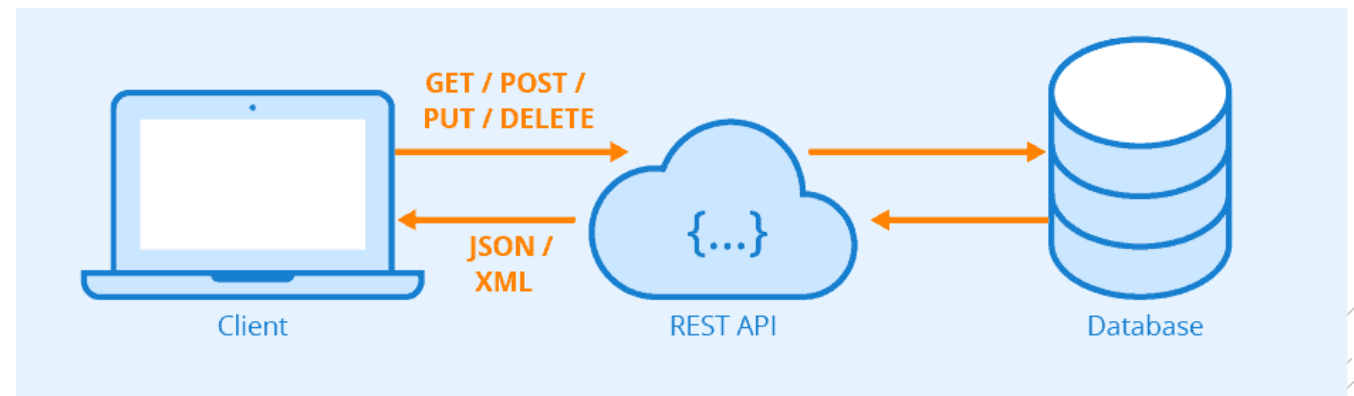 GET / POST /
PUT / DELETE
{...}
JSON /
XML
Client
REST API
Database